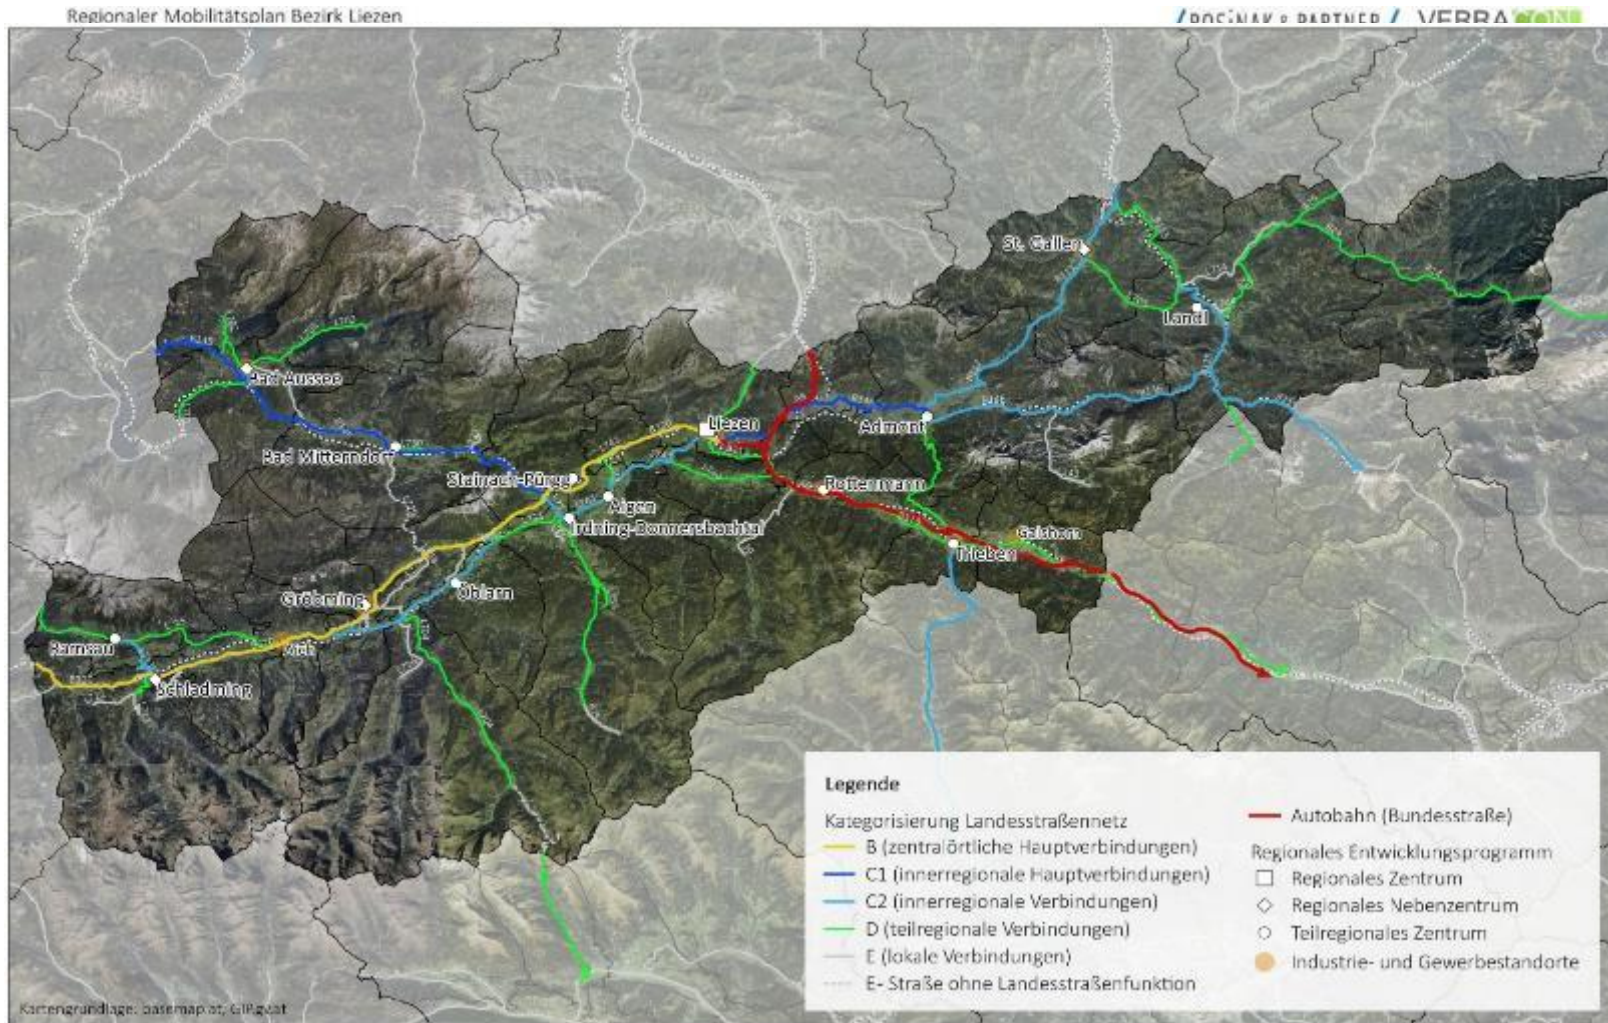 Regionaler Mobilitätsplan Bezirk Liezen
ROSINAK & PARTNER
VERRACON
St. Gallen
Landl
Bad Aussee
Liezen
Admont
Bad Mitterndorf
Stainach-Pürgg
Rottenmann
Aigen
Irdning-Donnersbachtal
Gaishorn
Trieben
Öblarn
Gröbming
Ramsau
Aich
Schladming
Legende
Kategorisierung Landesstraßennetz
B (zentralörtliche Hauptverbindungen)
C1 (innerregionale Hauptverbindungen)
C2 (innerregionale Verbindungen)
D (teilregionale Verbindungen)
E (lokale Verbindungen)
E- Straße ohne Landesstraßenfunktion
Autobahn (Bundesstraße)
Regionales Entwicklungsprogramm
Regionales Zentrum
Regionales Nebenzentrum
Teilregionales Zentrum
Industrie- und Gewerbestandorte
Kartengrundlage: basemap.at, GIP.gv.at